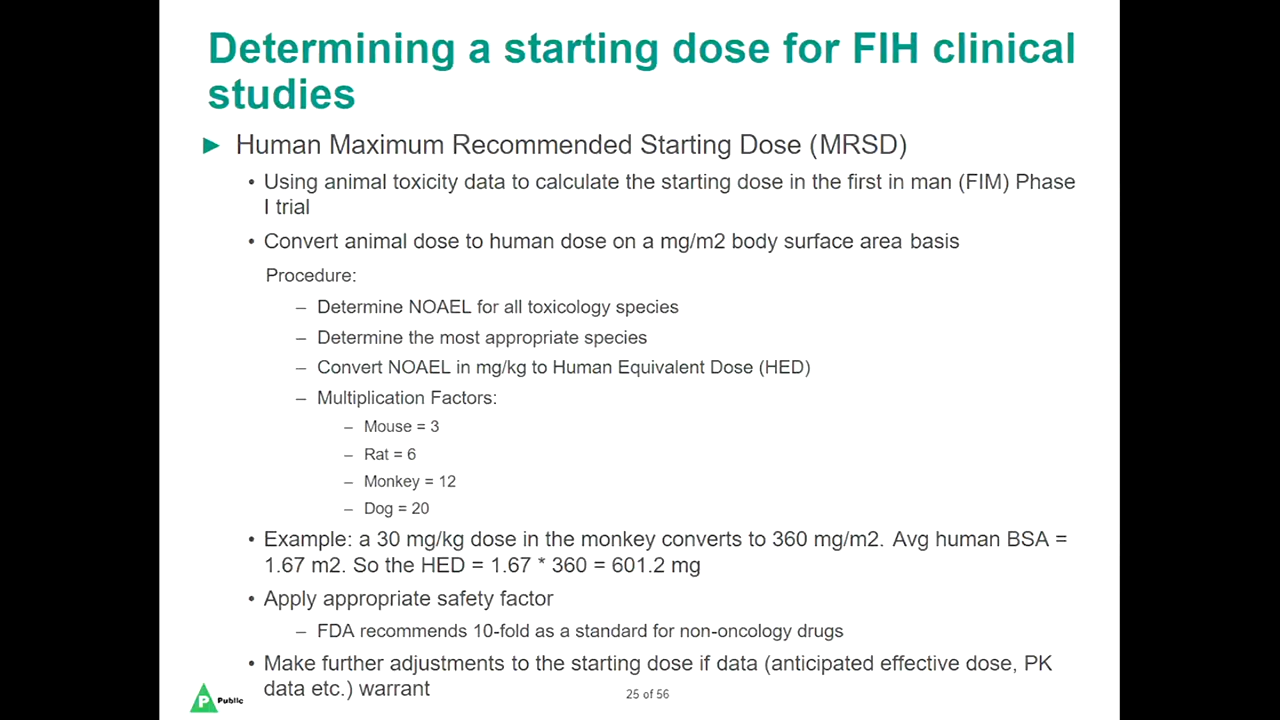 Determining a starting dose for FIH clinical
studies
► Human Maximum Recommended Starting Dose (MRSD)
• Using animal toxicity data to calculate the starting dose in the first in man (FIM) Phase
I trial
• Convert animal dose to human dose on a mg/m2 body surface area basis
Procedure:
– Determine NOAEL for all toxicology species
– Determine the most appropriate species
– Convert NOAEL in mg/kg to Human Equivalent Dose (HED)
– Multiplication Factors:
– Mouse = 3
– Rat = 6
– Monkey = 12
– Dog = 20
• Example: a 30 mg/kg dose in the monkey converts to 360 mg/m2. Avg human BSA =
1.67 m2. So the HED = 1.67 * 360 = 601.2 mg
• Apply appropriate safety factor
– FDA recommends 10-fold as a standard for non-oncology drugs
• Make further adjustments to the starting dose if data (anticipated effective dose, PK
data etc.) warrant
P Public
25 of 56